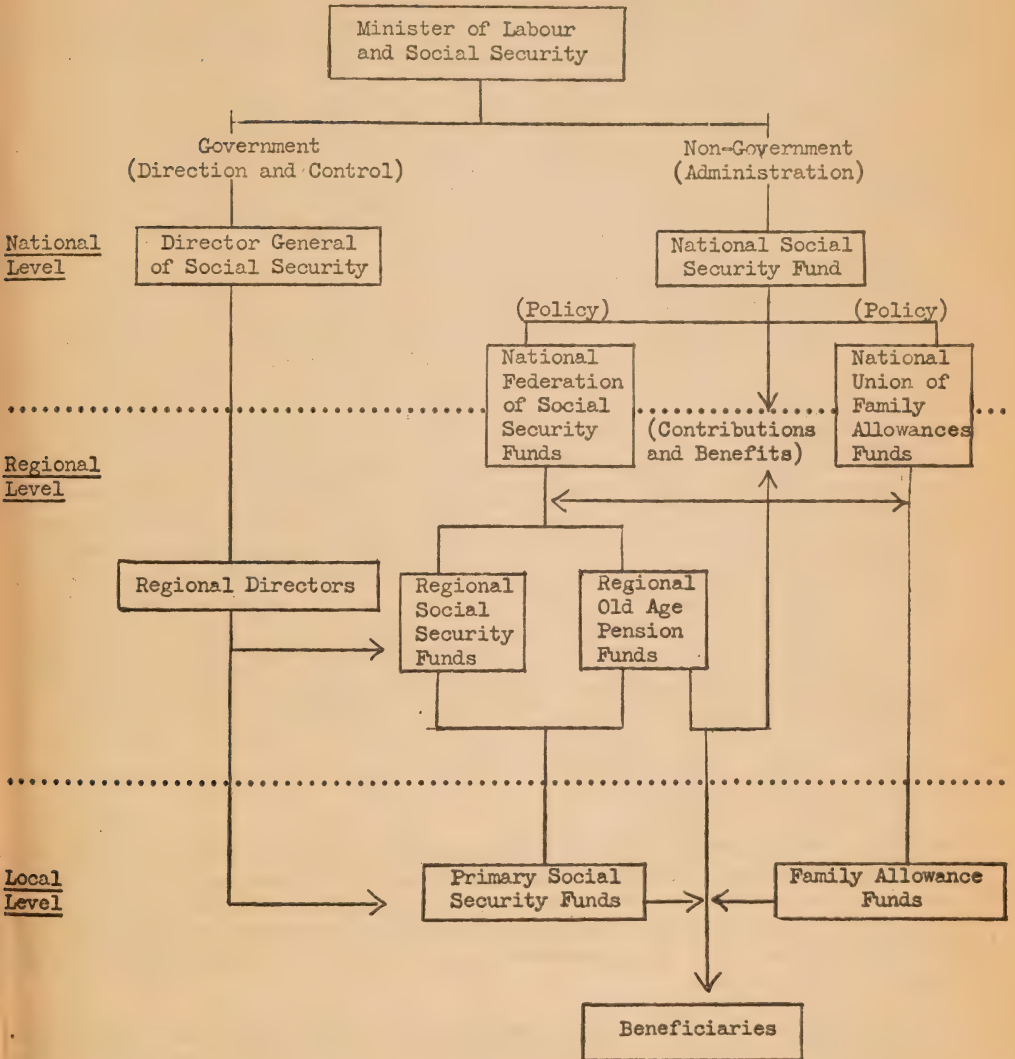 Minister of Labour
and Social Security
Government
(Direction and Control)
Non-Government
(Administration)
National
Level
Director General
of Social Security
National Social
Security Fund
(Policy)
(Policy)
National
Federation
of Social
Security
Funds
National
Union of
Family
Allowances
Funds
(Contributions
and Benefits)
Regional
Level
Regional Directors
Regional
Social
Security
Funds
Regional
Old Age
Pension
Funds
Local
Level
Primary Social
Security Funds
Family Allowance
Funds
Beneficiaries